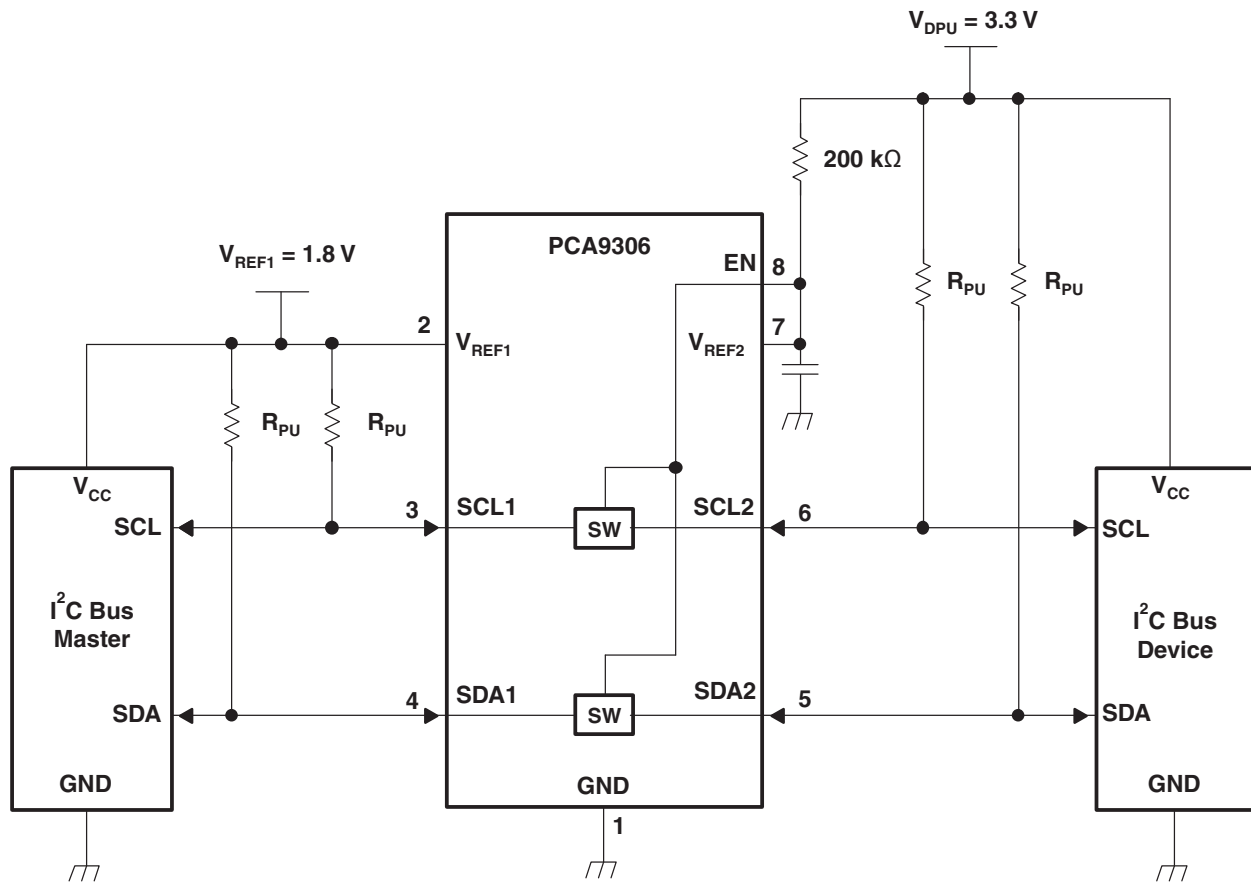 V_DPU = 3.3 V
200 kΩ
PCA9306
V_REF1 = 1.8 V
EN
8
R_PU
R_PU
2
7
V_REF1
V_REF2
R_PU
R_PU
V_CC
V_CC
SCL
3
SCL1
SW
SCL2
6
SCL
I²C Bus
Master
I²C Bus
Device
SDA
4
SDA1
SW
SDA2
5
SDA
GND
GND
GND
1